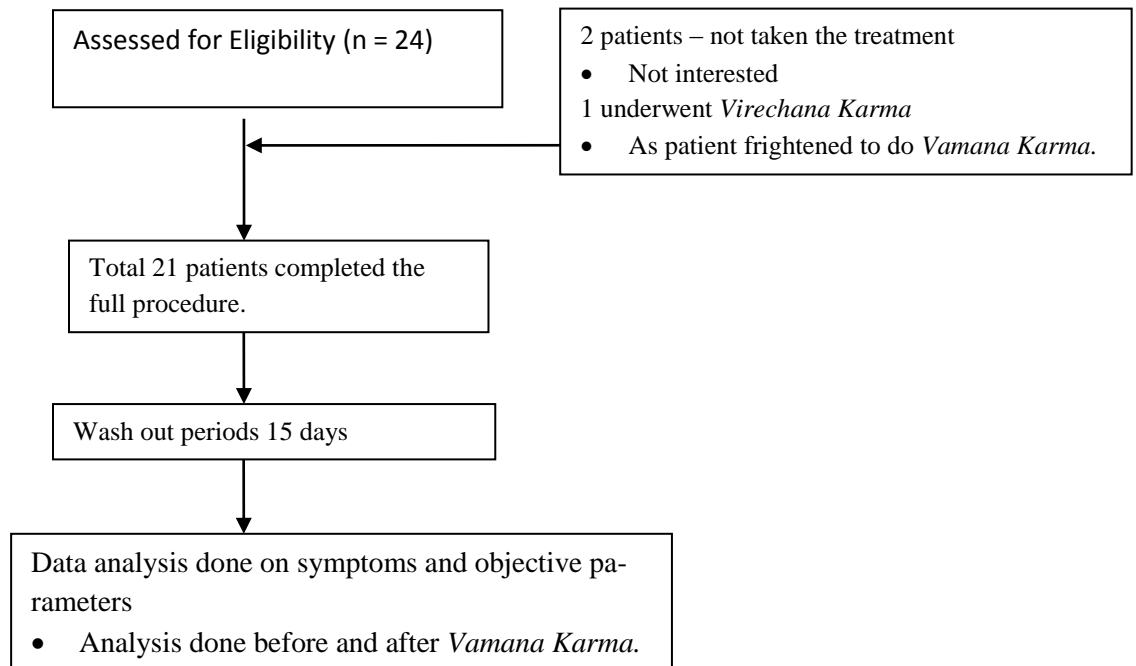 Assessed for Eligibility (n = 24)
2 patients – not taken the treatment
• Not interested
1 underwent Virechana Karma
• As patient frightened to do Vamana Karma.
Total 21 patients completed the
full procedure.
Wash out periods 15 days
Data analysis done on symptoms and objective pa-
rameters
• Analysis done before and after Vamana Karma.